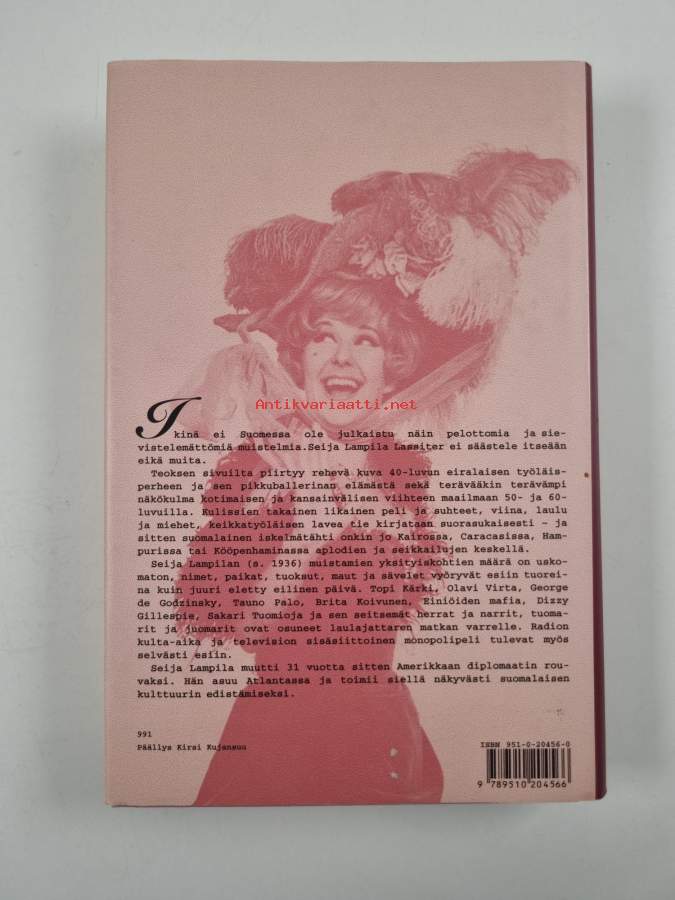 Antikvariaatti.net
Ikinä ei Suomessa ole julkaistu näin pelottomia ja sie-
vistelemättömiä muistelmia.Seija Lampila Lassiter ei säästele itseään
eikä muita.
Teoksen sivuilta piirtyy rehevä kuva 40-luvun eiralaisen työläis-
perheen ja sen pikkuballerinan elämästä sekä terävääkin terävämpi
näkökulma kotimaisen ja kansainvälisen viihteen maailmaan 50- ja 60-
luvuilla. Kulissien takainen likainen peli ja suhteet, viina, laulu
ja miehet, keikkatyöläisen lavea tie kirjataan suorasukaisesti – ja
sitten suomalainen iskelmätähti onkin jo Kairossa, Caracasissa, Ham-
purissa tai Kööpenhaminassa aplodien ja seikkailujen keskellä.
Seija Lampilan (s. 1936) muistamien yksityiskohtien määrä on usko-
maton, nimet, paikat, tuoksut, maut ja sävelet vyöryvät esiin tuorei-
na kuin juuri eletty eilinen päivä. Topi Kärki, Olavi Virta, George
de Godzinsky, Tauno Palo, Brita Koivunen, Einiöiden mafia, Dizzy
Gillespie, Sakari Tuomioja ja sen seitsemät herrat ja narrit, tuoma-
rit ja juomarit ovat osuneet laulajattaren matkan varrelle. Radion
kulta-aika ja television sisäsiittoinen monopolipeli tulevat myös
selvästi esiin.
Seija Lampila muutti 31 vuotta sitten Amerikkaan diplomaatin rou-
vaksi. Hän asuu Atlantassa ja toimii siellä näkyvästi suomalaisen
kulttuurin edistämiseksi.
991
Päällys Kirsi Kujansuu
ISBN 951-0-20456-0
9 789510 204566